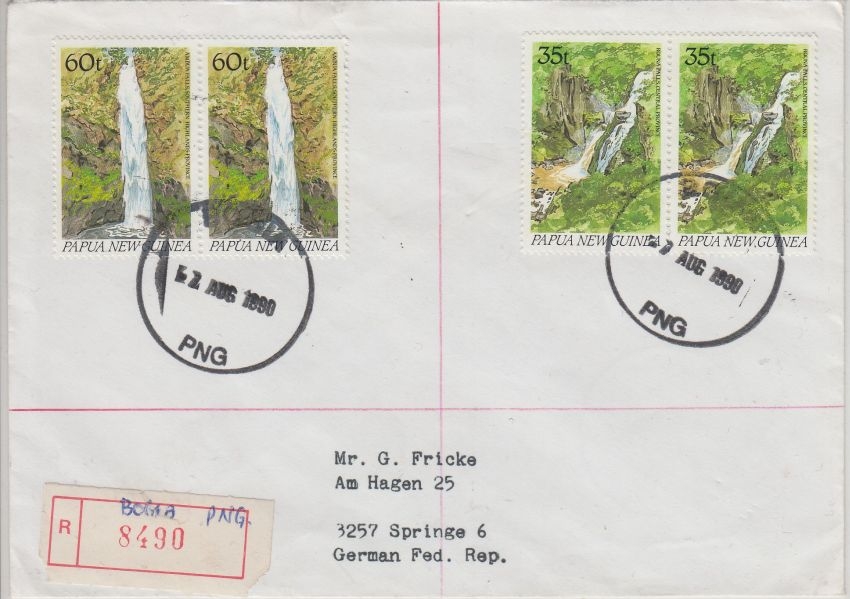 60t
60t
35t
35t
PAPUA NEW GUINEA
PAPUA NEW GUINEA
PAPUA NEW GUINEA
PAPUA NEW GUINEA
AUG 1990
PNG
AUG 1990
PNG
Mr. G. Fricke
Am Hagen 25
3257 Springe 6
German Fed. Rep.
BOGIA PNG.
R
8490